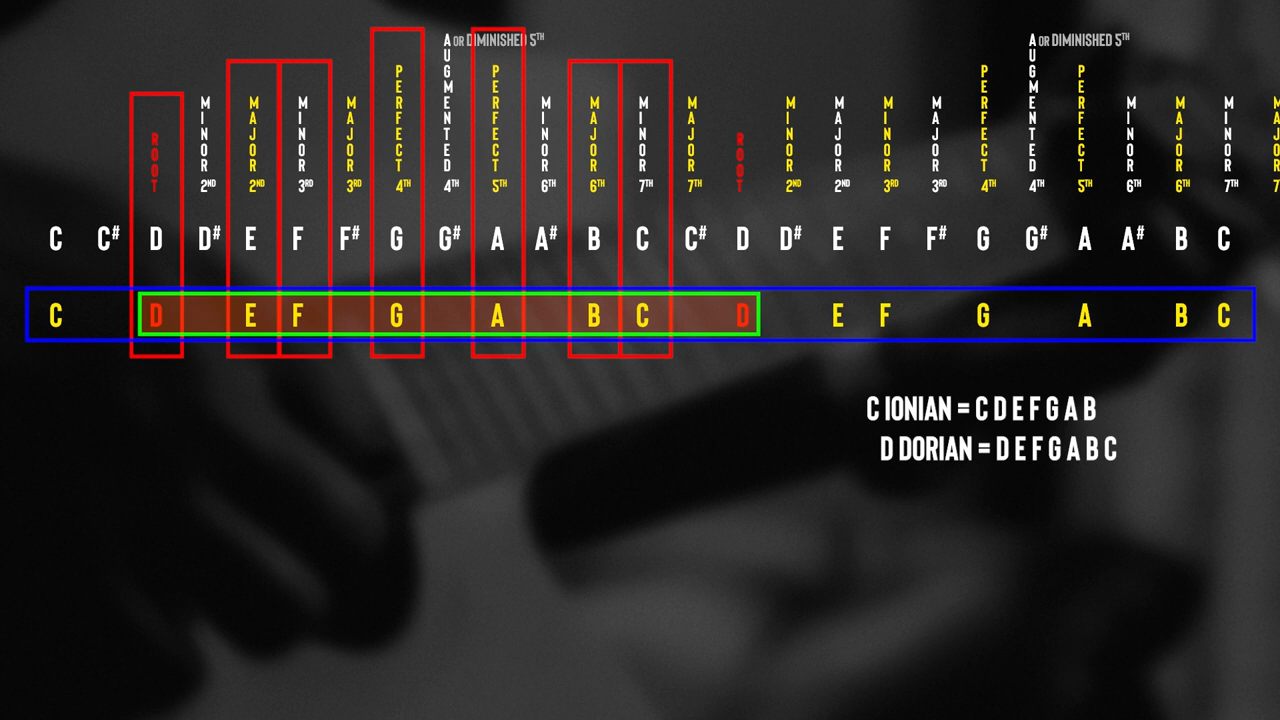 A OR DIMINISHED 5TH A OR DIMINISHED 5TH
ROOT MINOR 2ND MAJOR 2ND MINOR 3RD MAJOR 3RD PERFECT 4TH AUGMENTED 4TH PERFECT 5TH MINOR 6TH MAJOR 6TH MINOR 7TH MAJOR 7TH ROOT MINOR 2ND MAJOR 2ND MINOR 3RD MAJOR 3RD PERFECT 4TH AUGMENTED 4TH PERFECT 5TH MINOR 6TH MAJOR 6TH MINOR 7TH MAJOR 7
C C# D D# E F F# G G# A A# B C C# D D# E F F# G G# A A# B C
C D E F G A B C D E F G A B C
C IONIAN = C D E F G A B
D DORIAN = D E F G A B C